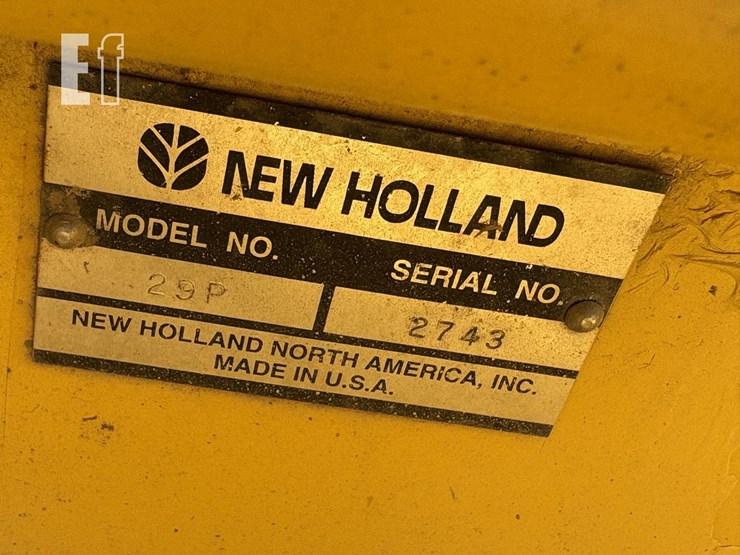 Ef
NEW HOLLAND
MODEL NO.
SERIAL NO.
29P
2743
NEW HOLLAND NORTH AMERICA, INC.
MADE IN U.S.A.